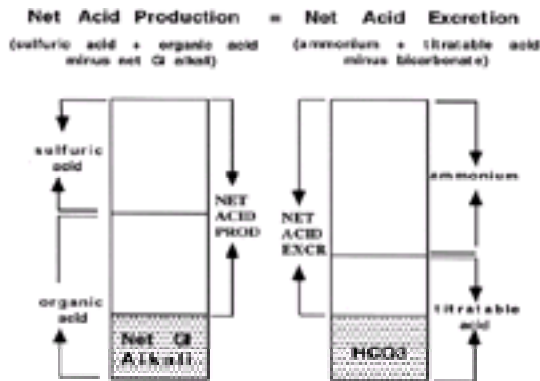 Net Acid Production = Net Acid Excretion
(sulfuric acid + organic acid minus net GI alkali)
(ammonium + titratable acid minus bicarbonate)
sulfuric acid
organic acid
NET ACID PROD
Net GI Alkali
NET ACID EXCR
HCO3
ammonium
titratable acid